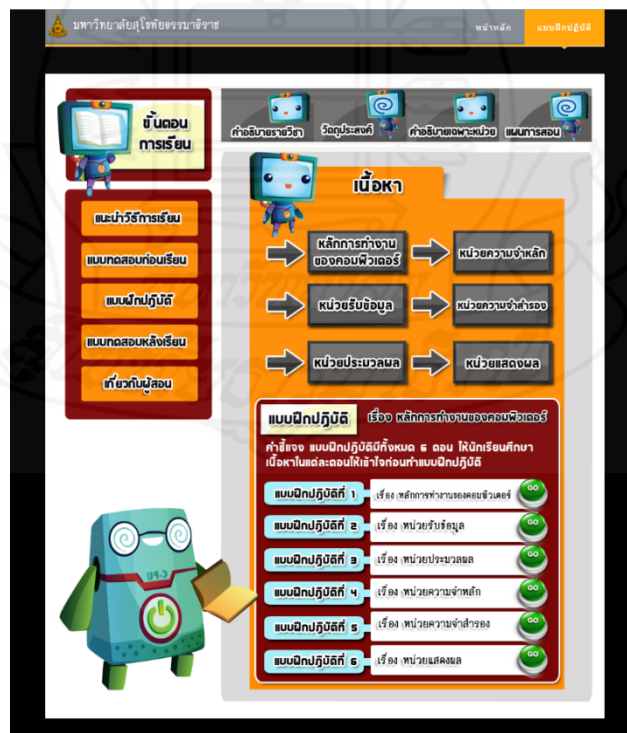 มหาวิทยาลัยสุโขทัยธรรมาธิราช
หน้าหลัก
แบบฝึกปฏิบัติ
ขั้นตอน
การเรียน
คำอธิบายรายวิชา
วัตถุประสงค์
คำอธิบายเฉพาะหน่วย
แผนการสอน
แนะนำวิธีการเรียน
แบบทดสอบก่อนเรียน
แบบฝึกปฏิบัติ
แบบทดสอบหลังเรียน
เกี่ยวกับผู้สอน
เนื้อหา
หลักการทำงาน
ของคอมพิวเตอร์
หน่วยความจำหลัก
หน่วยรับข้อมูล
หน่วยความจำสำรอง
หน่วยประมวลผล
หน่วยแสดงผล
แบบฝึกปฏิบัติ เรื่อง หลักการทำงานของคอมพิวเตอร์
คำชี้แจง แบบฝึกปฏิบัติมีทั้งหมด ๖ ตอน ให้นักเรียนศึกษา
เนื้อหาในแต่ละตอนให้เข้าใจก่อนทำแบบฝึกปฏิบัติ
แบบฝึกปฏิบัติที่ ๑ เรื่อง หลักการทำงานของคอมพิวเตอร์ GO
แบบฝึกปฏิบัติที่ ๒ เรื่อง หน่วยรับข้อมูล GO
แบบฝึกปฏิบัติที่ ๓ เรื่อง หน่วยประมวลผล GO
แบบฝึกปฏิบัติที่ ๔ เรื่อง หน่วยความจำหลัก GO
แบบฝึกปฏิบัติที่ ๕ เรื่อง หน่วยความจำสำรอง GO
แบบฝึกปฏิบัติที่ ๖ เรื่อง หน่วยแสดงผล GO